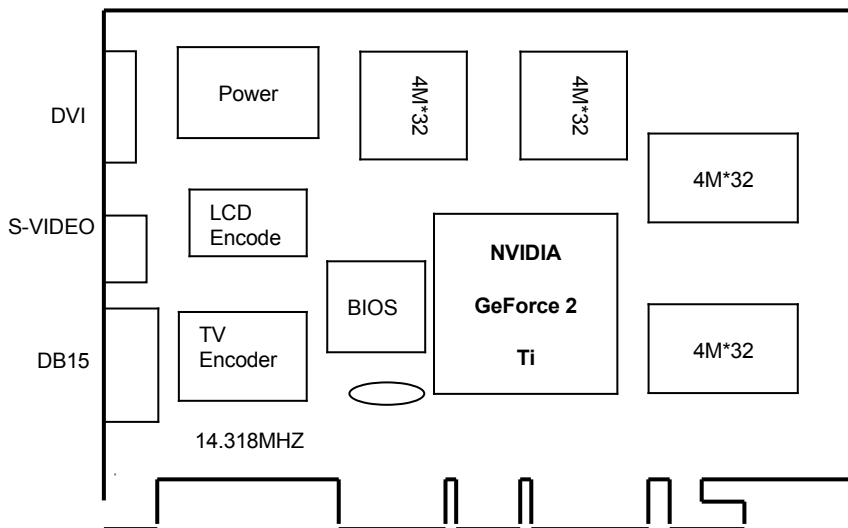 DVI
Power
4M*32
4M*32
4M*32
S-VIDEO
LCD
Encode
NVIDIA
GeForce 2
Ti
BIOS
DB15
TV
Encoder
4M*32
14.318MHZ